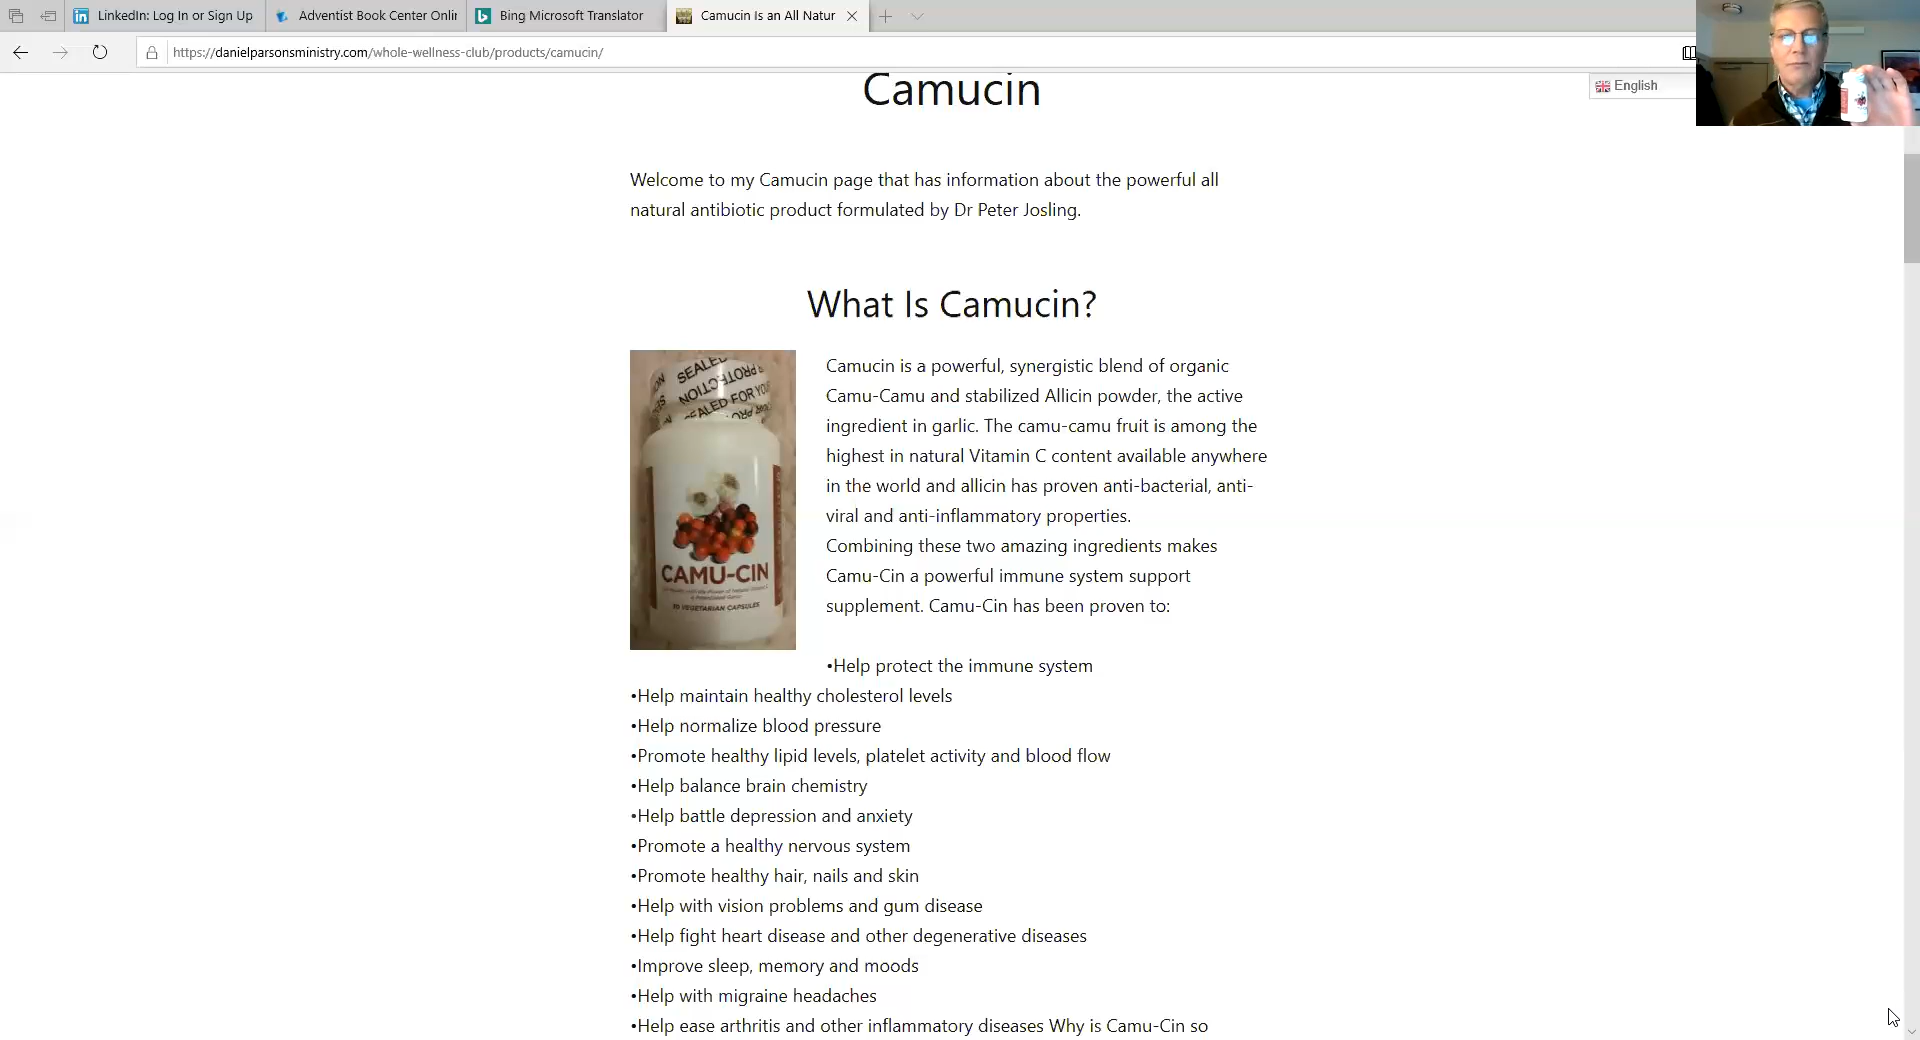 LinkedIn: Log In or Sign Up
Adventist Book Center Onlin
Bing Microsoft Translator
Camucin Is an All Natur
https://danielparsonsministry.com/whole-wellness-club/products/camucin/
English
Camucin
Welcome to my Camucin page that has information about the powerful all
natural antibiotic product formulated by Dr Peter Josling.
What Is Camucin?
SEALED
PROTECTION
SEALED FOR YOUR
CAMU-CIN
VEGETARIAN CAPSULES
Camucin is a powerful, synergistic blend of organic
Camu-Camu and stabilized Allicin powder, the active
ingredient in garlic. The camu-camu fruit is among the
highest in natural Vitamin C content available anywhere
in the world and allicin has proven anti-bacterial, anti-
viral and anti-inflammatory properties.
Combining these two amazing ingredients makes
Camu-Cin a powerful immune system support
supplement. Camu-Cin has been proven to:
•Help protect the immune system
•Help maintain healthy cholesterol levels
•Help normalize blood pressure
•Promote healthy lipid levels, platelet activity and blood flow
•Help balance brain chemistry
•Help battle depression and anxiety
•Promote a healthy nervous system
•Promote healthy hair, nails and skin
•Help with vision problems and gum disease
•Help fight heart disease and other degenerative diseases
•Improve sleep, memory and moods
•Help with migraine headaches
•Help ease arthritis and other inflammatory diseases Why is Camu-Cin so